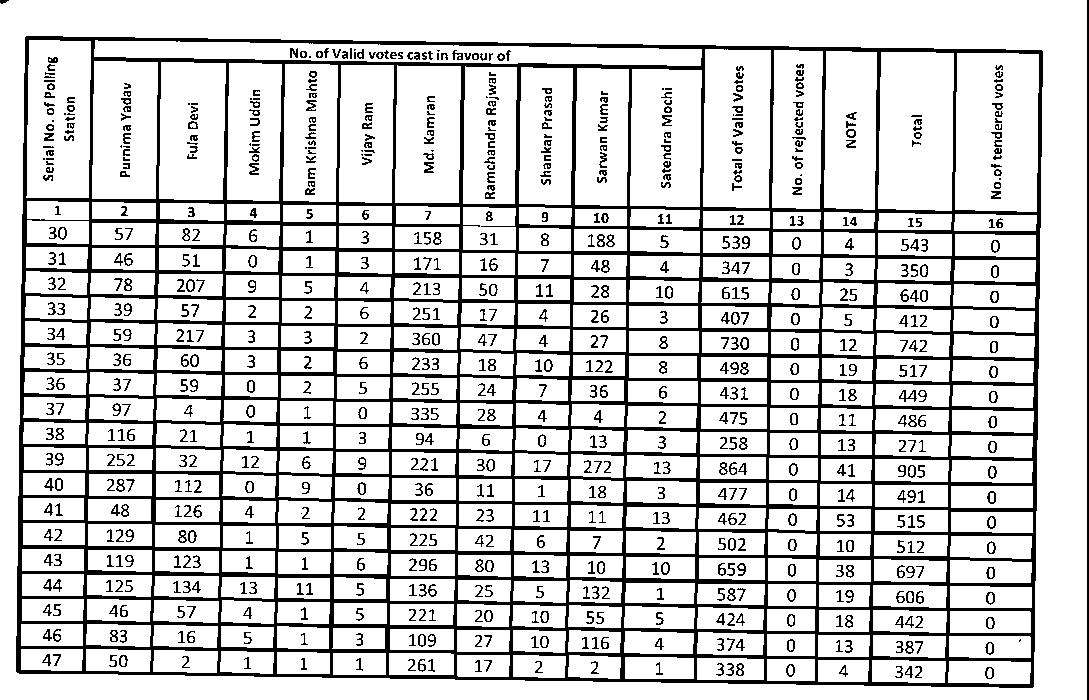 No. of Valid votes cast in favour of
Serial No. of Polling Station Purnima Yadav Fula Devi Mokim Uddin Ram Krishna Mahto Vijay Ram Md. Kamran Ramchandra Rajwar Shankar Prasad Sarwan Kumar Satendra Mochi Total of Valid Votes No. of rejected votes NOTA Total No.of tendered votes
1 2 3 4 5 6 7 8 9 10 11 12 13 14 15 16
30 57 82 6 1 3 158 31 8 188 5 539 0 4 543 0
31 46 51 0 1 3 171 16 7 48 4 347 0 3 350 0
32 78 207 9 5 4 213 50 11 28 10 615 0 25 640 0
33 39 57 2 2 6 251 17 4 26 3 407 0 5 412 0
34 59 217 3 3 2 360 47 4 27 8 730 0 12 742 0
35 36 60 3 2 6 233 18 10 122 8 498 0 19 517 0
36 37 59 0 2 5 255 24 7 36 6 431 0 18 449 0
37 97 4 0 1 0 335 28 4 4 2 475 0 11 486 0
38 116 21 1 1 3 94 6 0 13 3 258 0 13 271 0
39 252 32 12 6 9 221 30 17 272 13 864 0 41 905 0
40 287 112 0 9 0 36 11 1 18 3 477 0 14 491 0
41 48 126 4 2 2 222 23 11 11 13 462 0 53 515 0
42 129 80 1 5 5 225 42 6 7 2 502 0 10 512 0
43 119 123 1 1 6 296 80 13 10 10 659 0 38 697 0
44 125 134 13 11 5 136 25 5 132 1 587 0 19 606 0
45 46 57 4 1 5 221 20 10 55 5 424 0 18 442 0
46 83 16 5 1 3 109 27 10 116 4 374 0 13 387 0
47 50 2 1 1 1 261 17 2 2 1 338 0 4 342 0